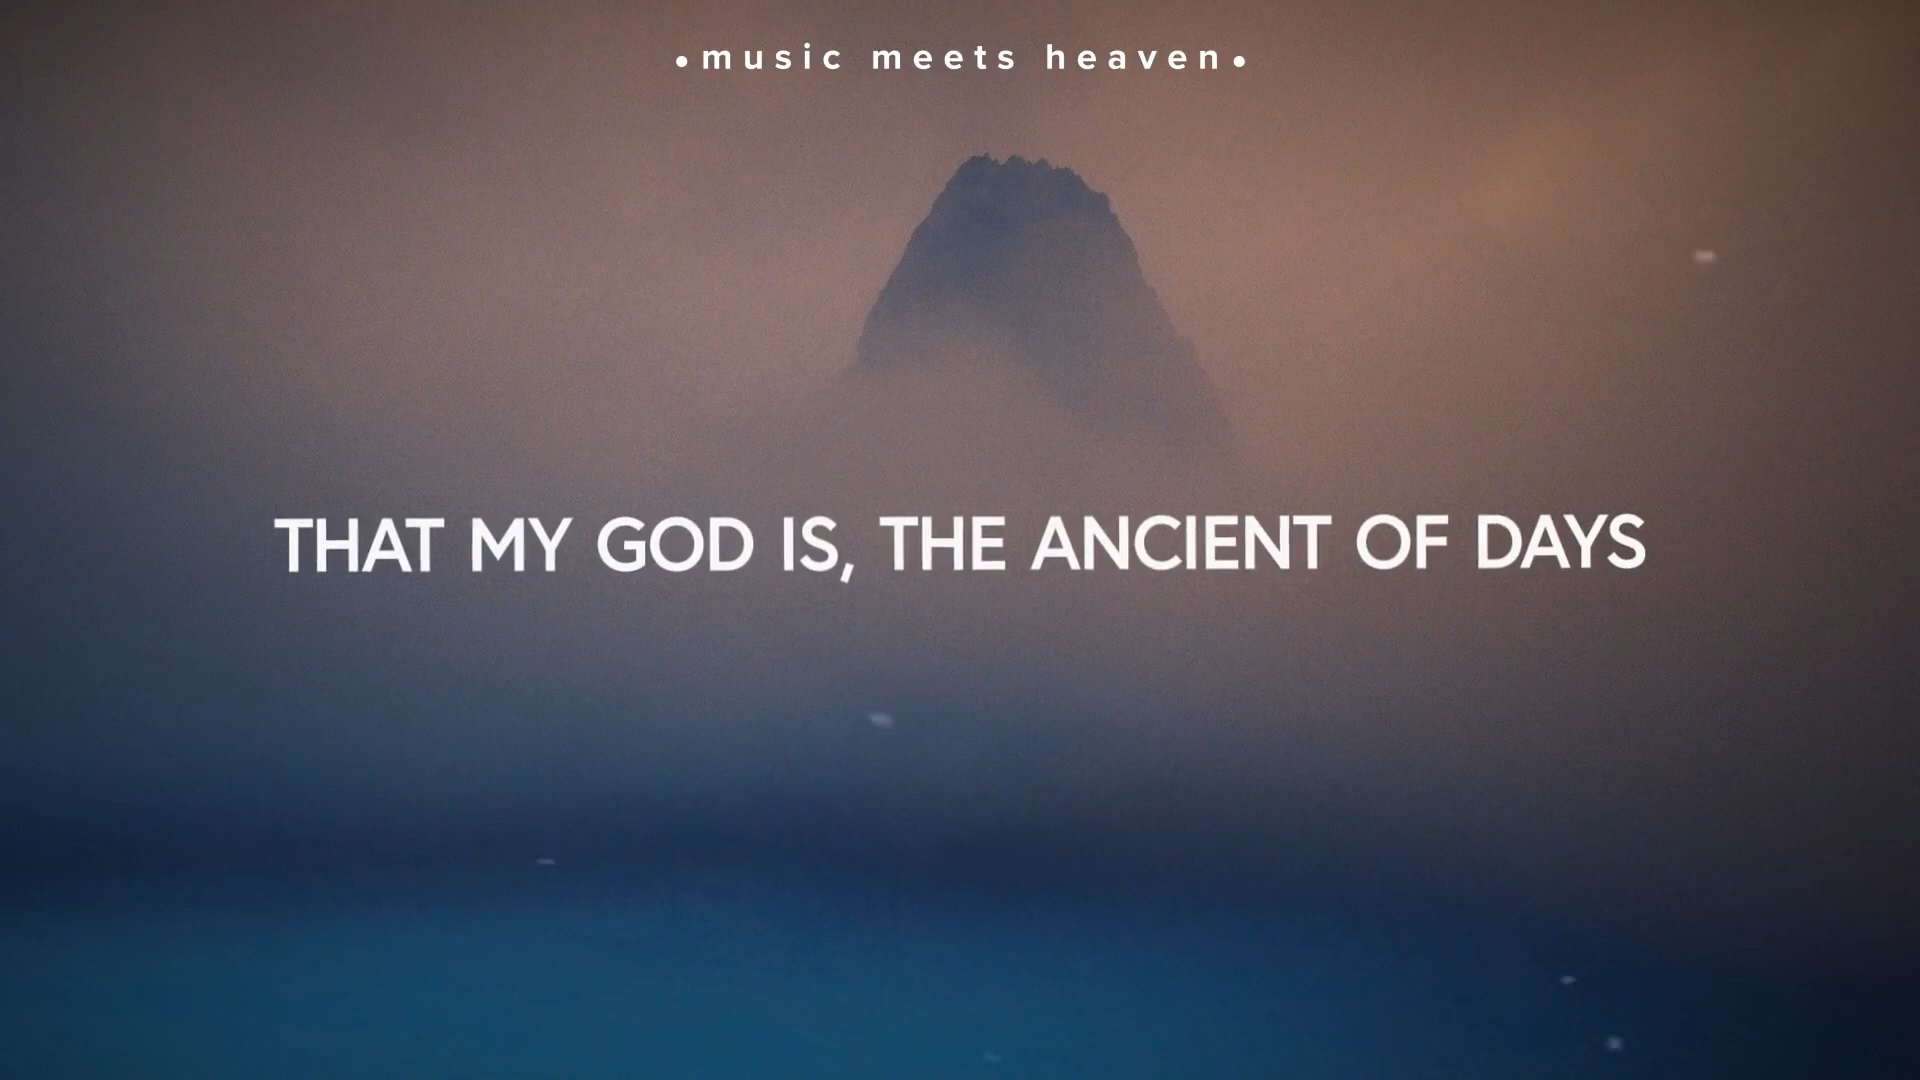 •music meets heaven•
THAT MY GOD IS, THE ANCIENT OF DAYS